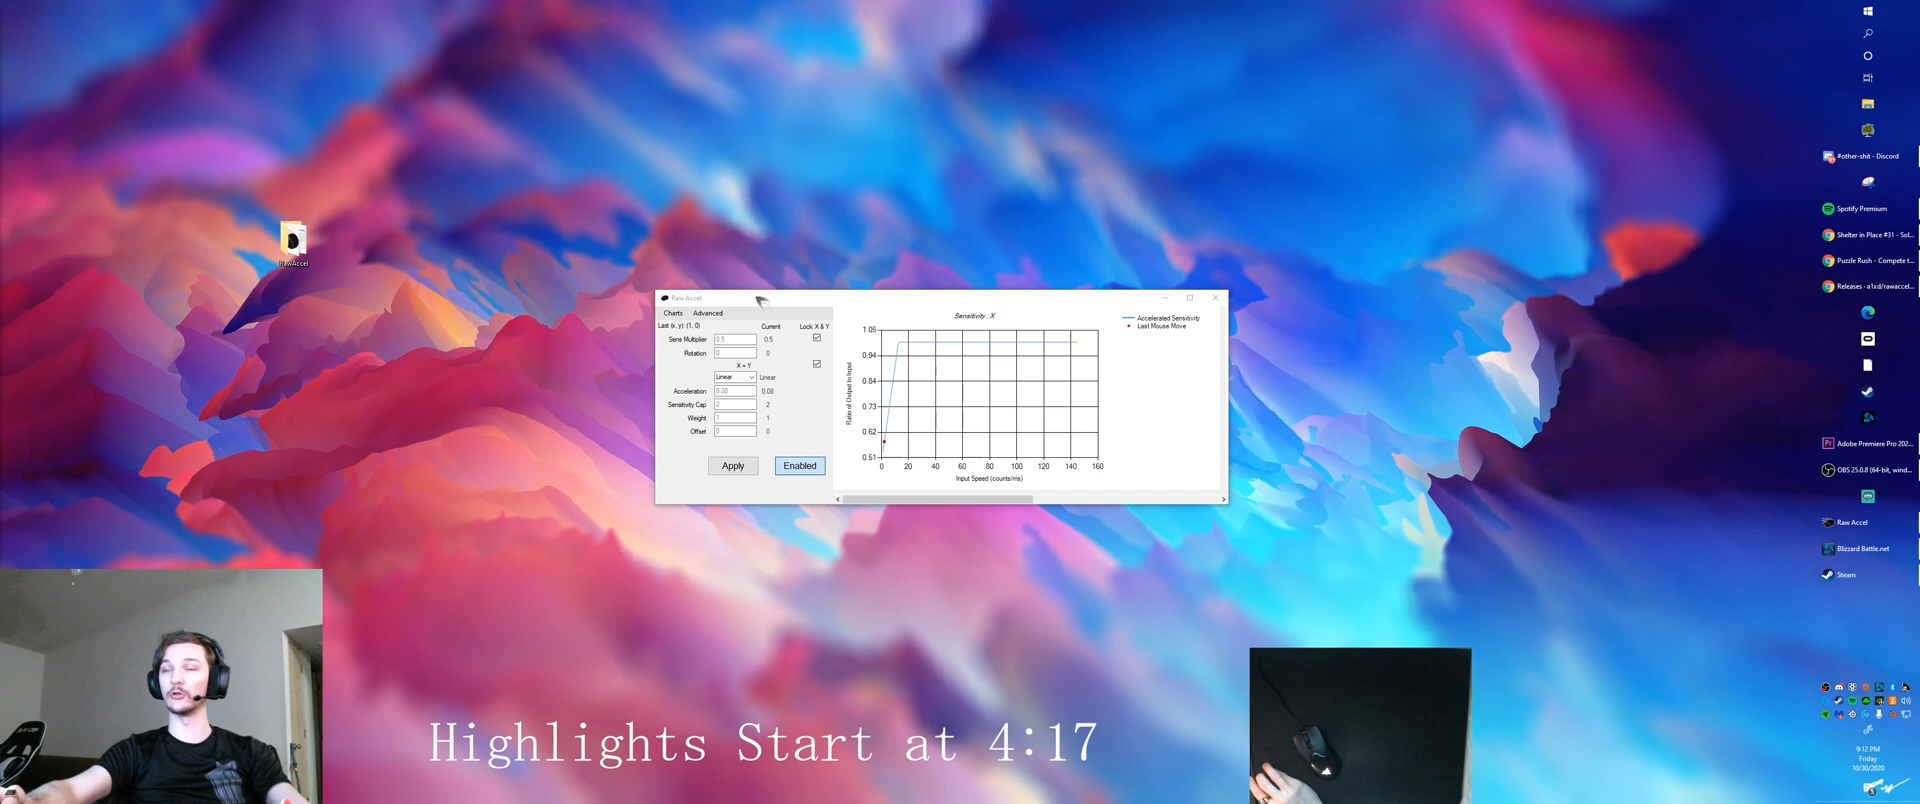 #other-shit - Discord
Spotify Premium
Shelter in Place #31 - Sol...
Puzzle Rush - Compete t...
Releases · a1xd/rawaccel...
RawAccel
Raw Accel
Charts Advanced
Last (x, y): (1, 0) Current Lock X & Y
Sens Multiplier 0.5 0.5
Rotation 0 0
X = Y
Linear Linear
Acceleration 0.08 0.08
Sensitivity Cap 2 2
Weight 1 1
Offset 0 0
Apply Enabled
Sensitivity : X
Accelerated Sensitivity
Last Mouse Move
Ratio of Output to Input
1.05
0.94
0.84
0.73
0.62
0.51
0 20 40 60 80 100 120 140 160
Input Speed (counts/ms)
Adobe Premiere Pro 202...
OBS 25.0.8 (64-bit, wind...
Raw Accel
Blizzard Battle.net
Steam
Highlights Start at 4:17
9:12 PM
Friday
10/30/2020